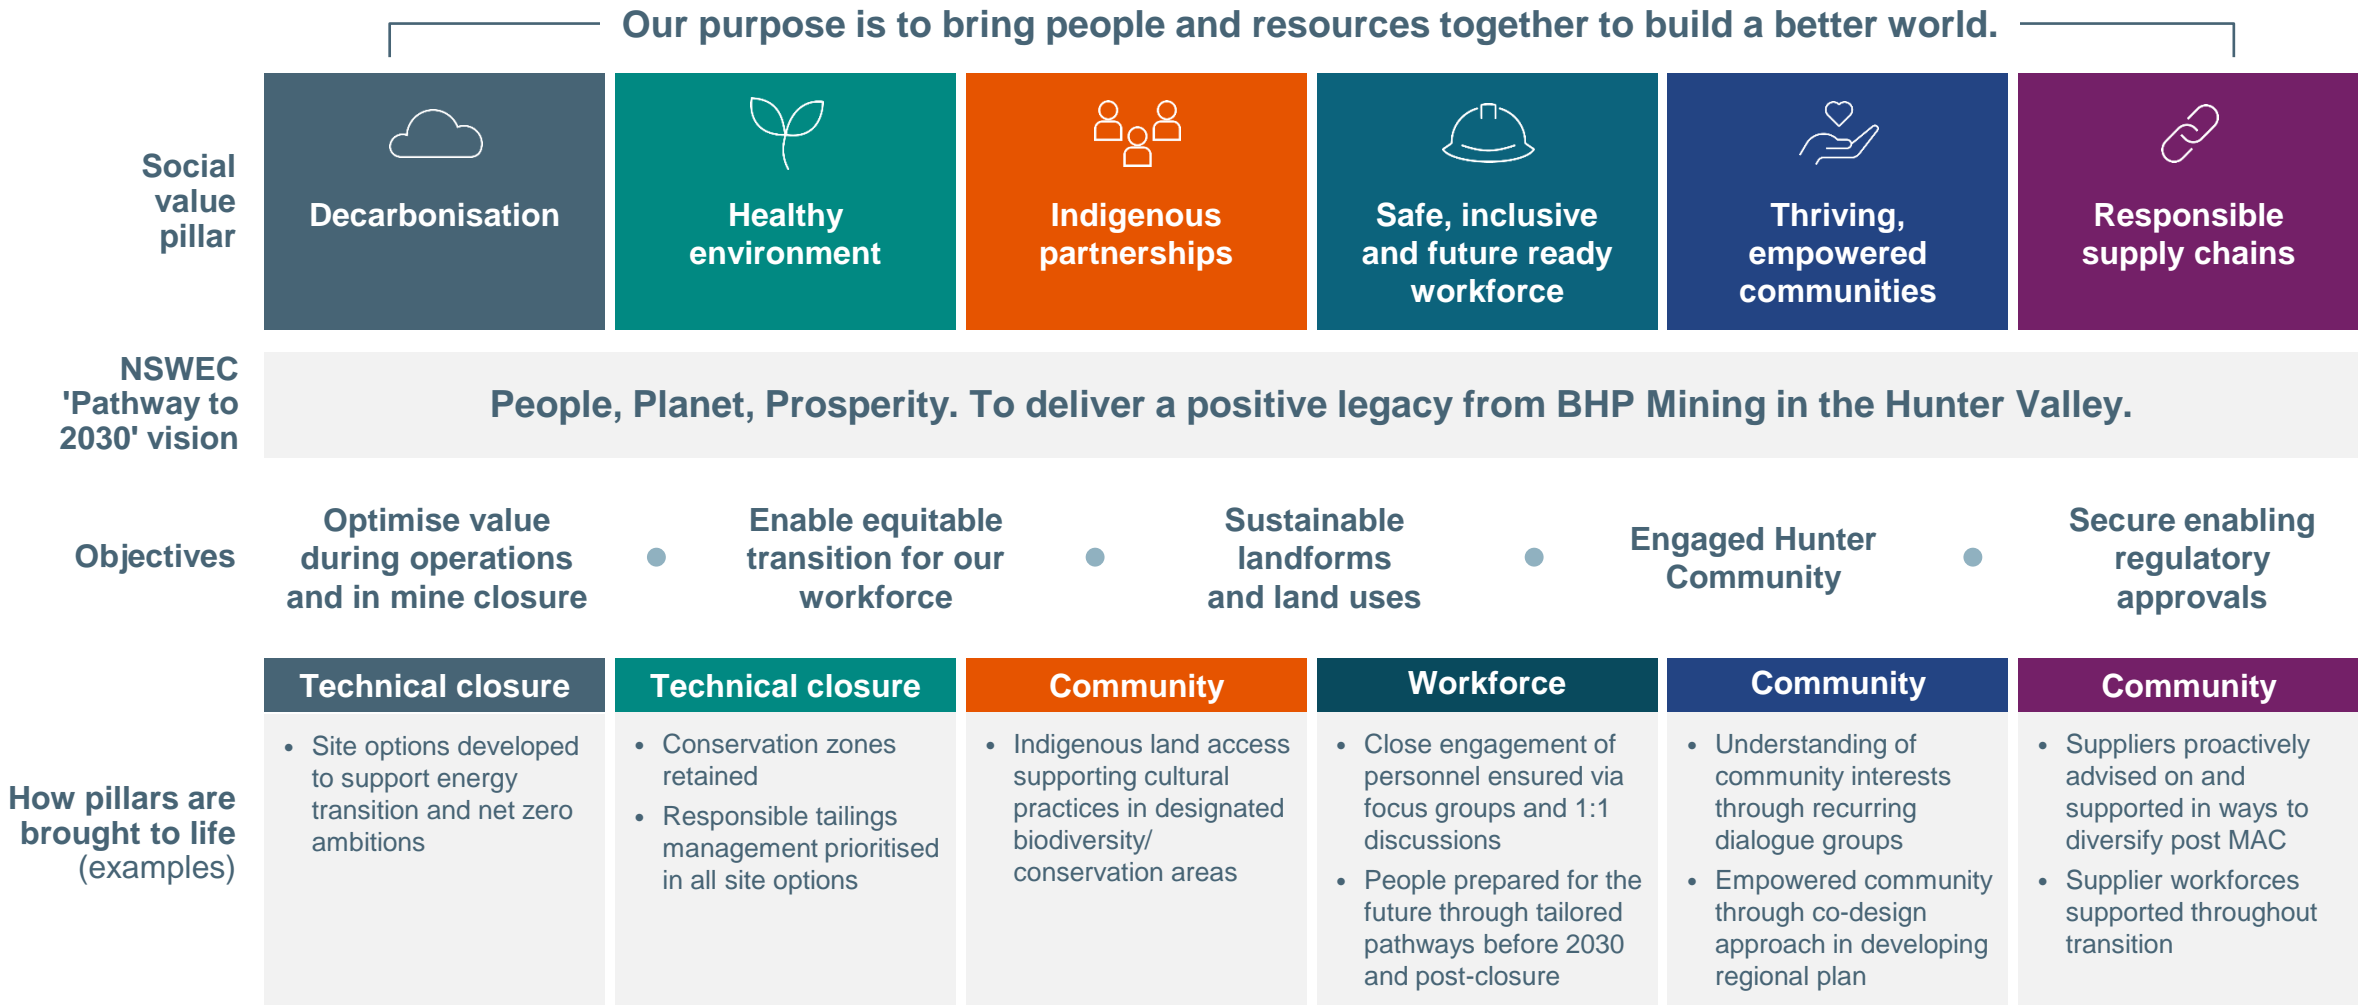 Our purpose is to bring people and resources together to build a better world.
Social
value
pillar
Decarbonisation
Healthy
environment
Indigenous
partnerships
Safe, inclusive
and future ready
workforce
Thriving,
empowered
communities
Responsible
supply chains
NSWEC
'Pathway to
2030' vision
People, Planet, Prosperity. To deliver a positive legacy from BHP Mining in the Hunter Valley.
Objectives
Optimise value
during operations
and in mine closure
Enable equitable
transition for our
workforce
Sustainable
landforms
and land uses
Engaged Hunter
Community
Secure enabling
regulatory
approvals
How pillars are
brought to life
(examples)
Technical closure
• Site options developed
to support energy
transition and net zero
ambitions
Technical closure
• Conservation zones
retained
• Responsible tailings
management prioritised
in all site options
Community
• Indigenous land access
supporting cultural
practices in designated
biodiversity/
conservation areas
Workforce
• Close engagement of
personnel ensured via
focus groups and 1:1
discussions
• People prepared for the
future through tailored
pathways before 2030
and post-closure
Community
• Understanding of
community interests
through recurring
dialogue groups
• Empowered community
through co-design
approach in developing
regional plan
Community
• Suppliers proactively
advised on and
supported in ways to
diversify post MAC
• Supplier workforces
supported throughout
transition